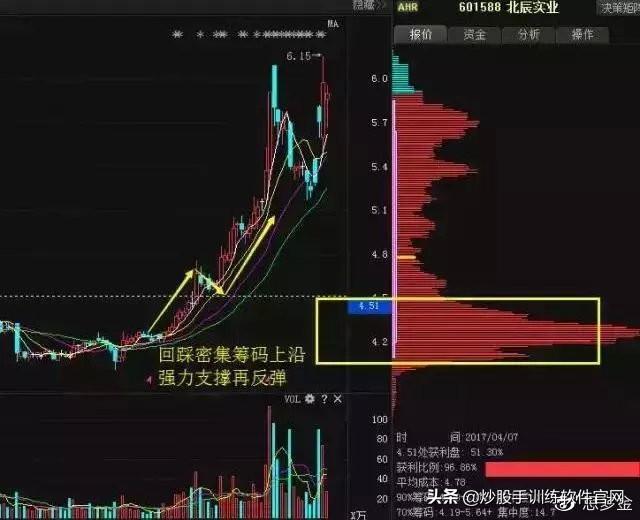 隐藏>>
AHR 601588 北辰实业
决策矩阵
报价 资金 分析 操作
MA
6.15→
6.0
5.7
5.4
5.1
4.8
4.51
4.2
回踩密集筹码上沿
强力支撑再反弹
VOL ? ×
100
80
60
40
20
X万
时 间:2017/04/07
4.51处获利盘: 51.30%
获利比例:96.86%
平均成本:4.78
90%筹码
70%筹码:4.19-5.64+ 集中度:14.7
头条 @炒股手训练软件官网
思多金